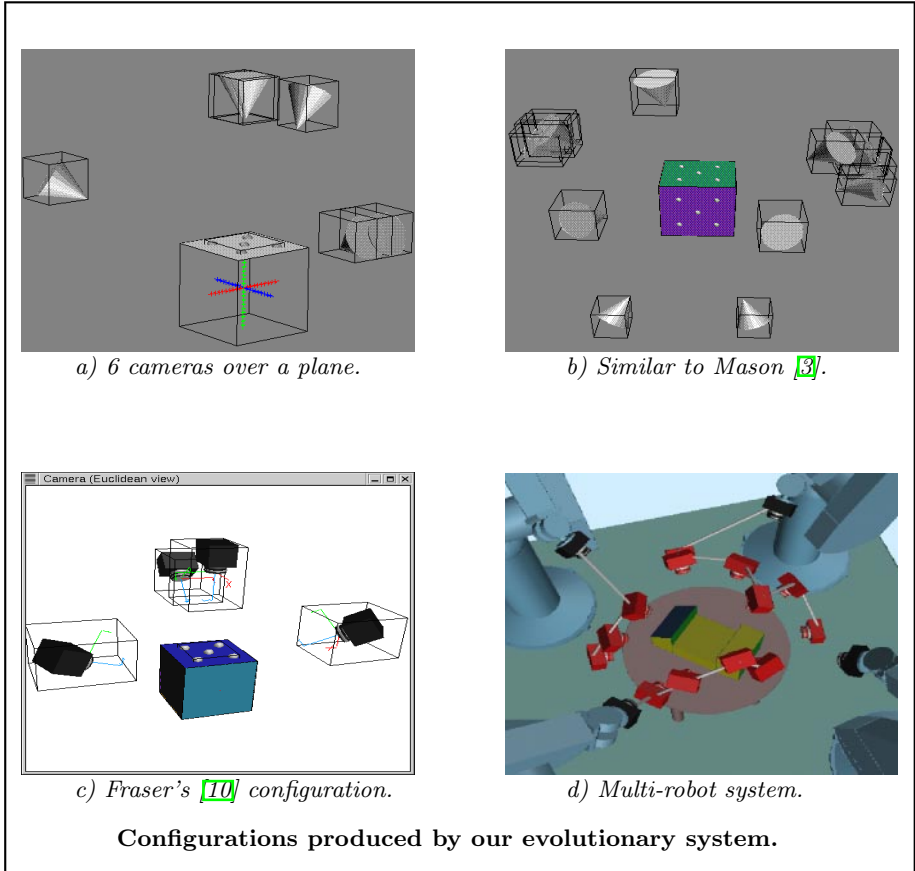 a) 6 cameras over a plane.
b) Similar to Mason [3].
Camera (Euclidean view)
X
c) Fraser's [10] configuration.
d) Multi-robot system.
Configurations produced by our evolutionary system.